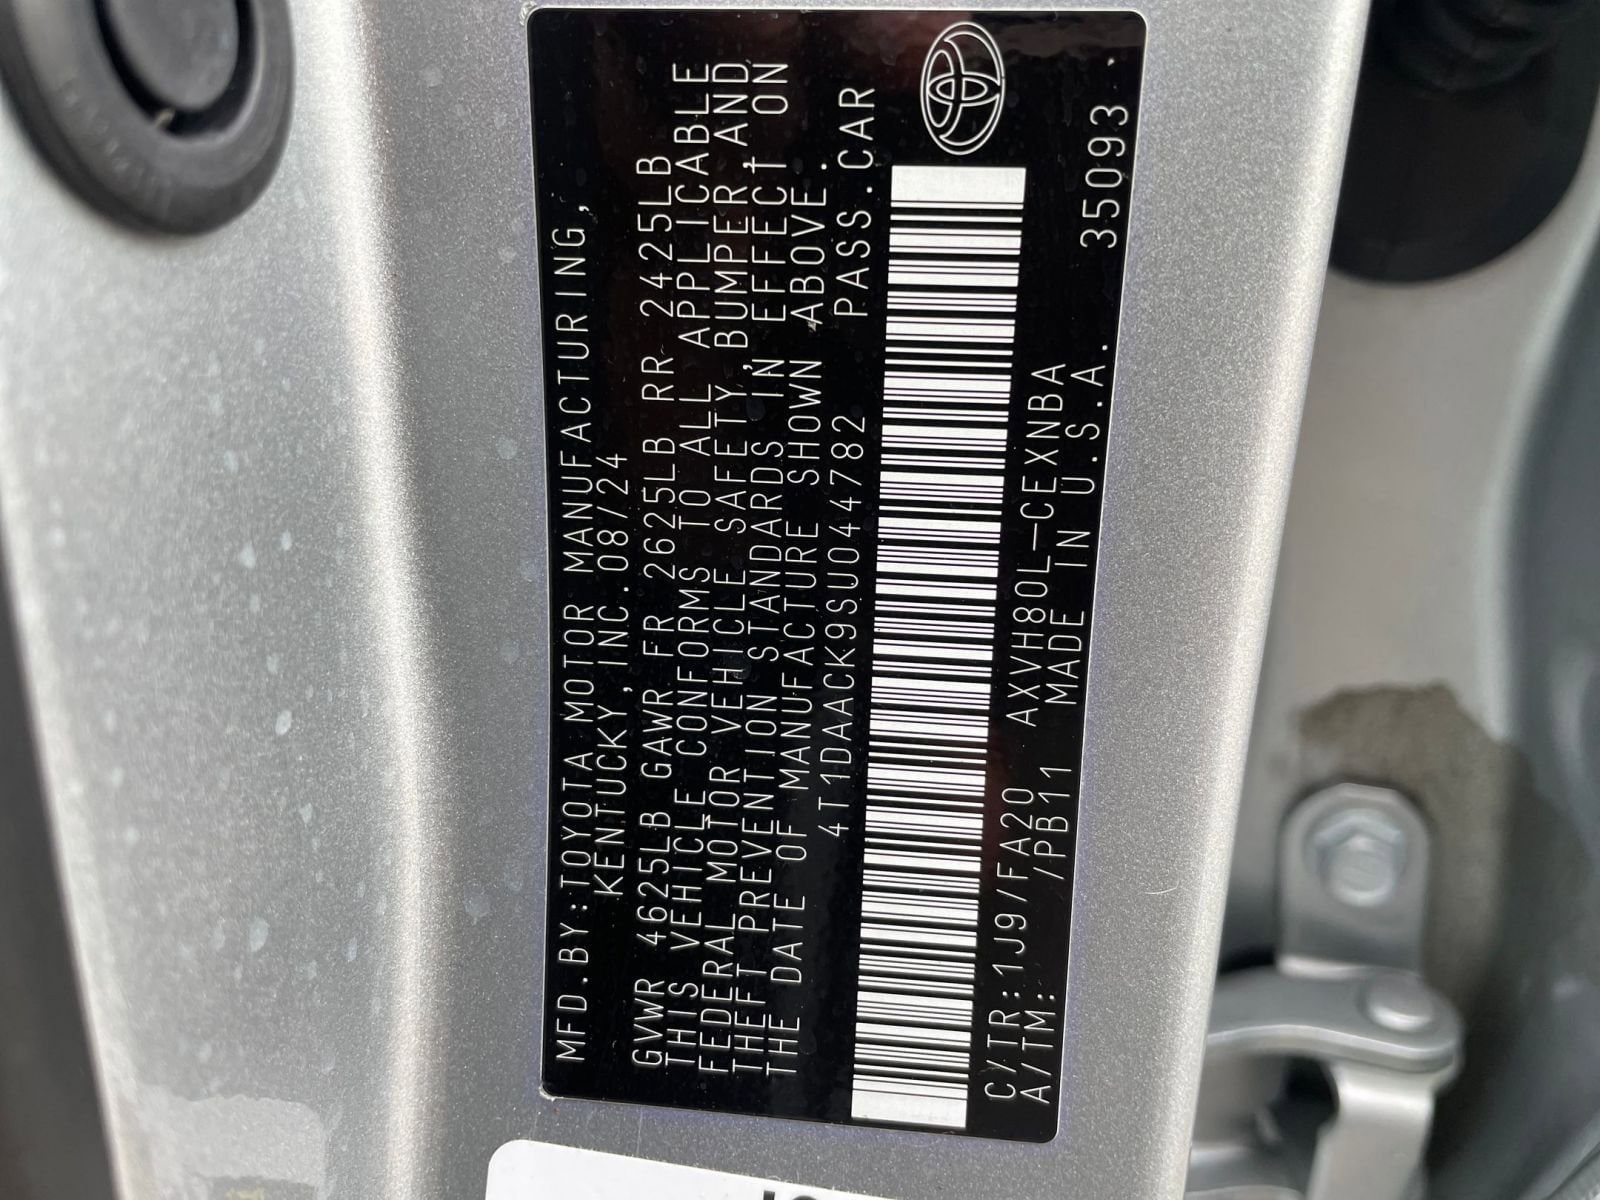 MFD.BY:TOYOTA MOTOR MANUFACTURING,
KENTUCKY, INC. 08/24
GVWR 4625LB GAWR FR 2625LB RR 2425LB
THIS VEHICLE CONFORMS TO ALL APPLICABLE
FEDERAL MOTOR VEHICLE SAFETY, BUMPER, AND
THEFT PREVENTION STANDARDS IN EFFECT ON
THE DATE OF MANUFACTURE SHOWN ABOVE.
4T1DAACK9SU044782 PASS.CAR
C/TR:1J9/FA20 AXVH80L-CEXNBA
A/TM: /PB11 MADE IN U.S.A. 35093